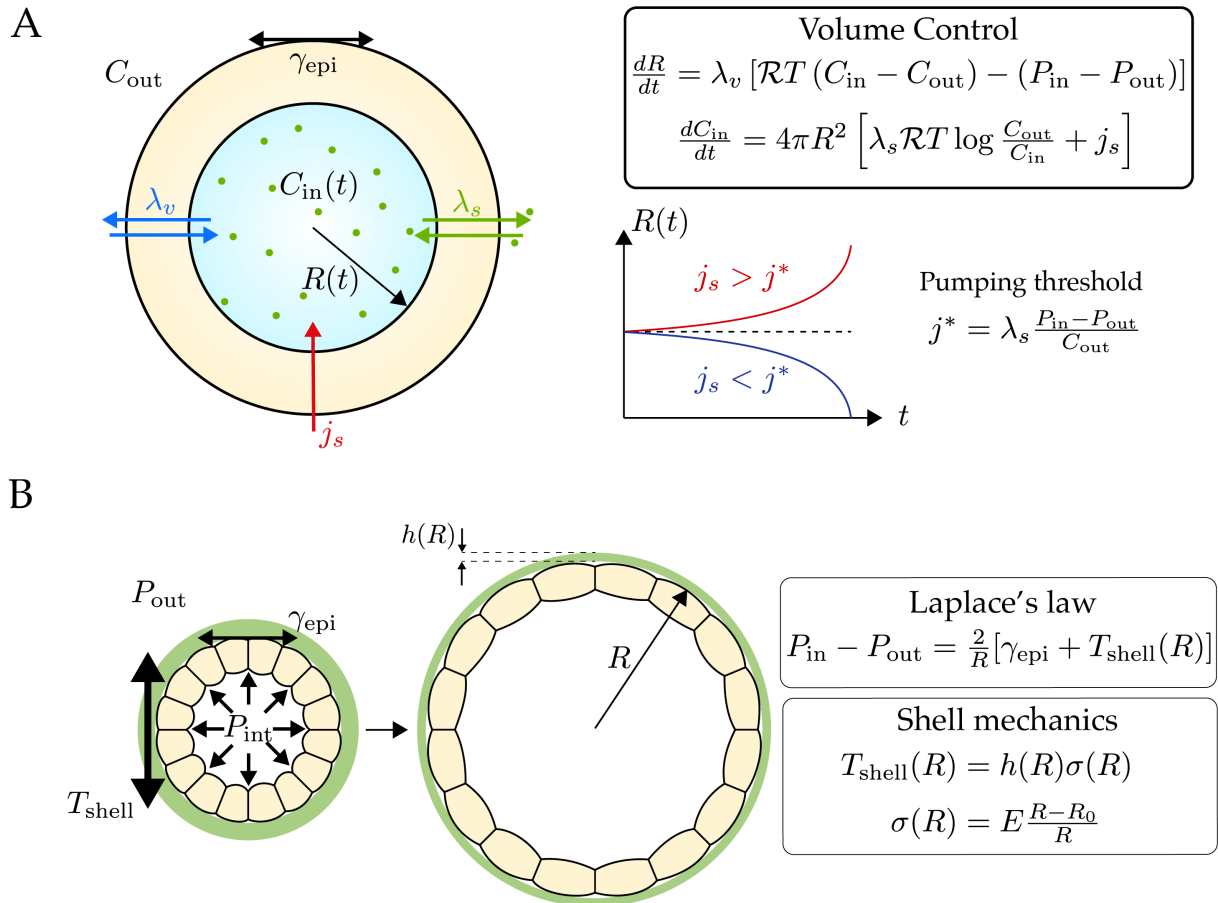 A
C_out
γ_epi
λ_v
C_in(t)
λ_s
R(t)
j_s
Volume Control
dR/dt = λ_v [ℛT (C_in − C_out) − (P_in − P_out)]
dC_in/dt = 4πR² [λ_s ℛT log C_out/C_in + j_s]
R(t)
j_s > j*
j_s < j*
t
Pumping threshold
j* = λ_s (P_in−P_out)/C_out
B
h(R)
P_out
γ_epi
P_int
T_shell
R
Laplace's law
P_in − P_out = 2/R [γ_epi + T_shell(R)]
Shell mechanics
T_shell(R) = h(R)σ(R)
σ(R) = E (R−R_0)/R